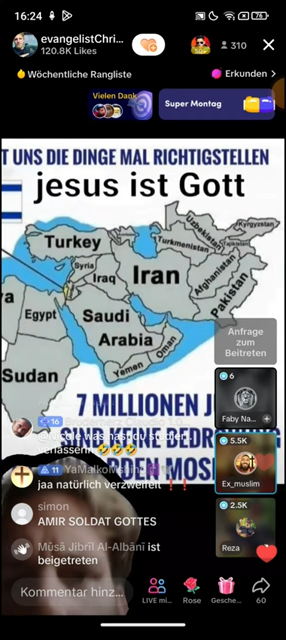 16:24
76
evangelistChri...
120.8K Likes
310
Wöchentliche Rangliste
Erkunden >
Vielen Dank
Super Montag
T UNS DIE DINGE MAL RICHTIGSTELLEN
jesus ist Gott
Turkey
Syria
Iraq
Iran
Uzbekistan
Kyrgyzstan
Turkmenistan
Tajikistan
Afghanistan
Pakistan
Egypt
Saudi
Arabia
Oman
Yemen
Sudan
Anfrage
zum
Beitreten
6
Faby Na...
7 MILLIONEN J
16
5.5K
Ex_muslim
11
jaa natürlich verzweifelt ❗❗
simon
AMIR SOLDAT GOTTES
2.5K
Reza
Mūsā Jibrīl Al-Albānī ist
beigetreten
Kommentar hinz...
LIVE mi...
Rose
Gesche...
60